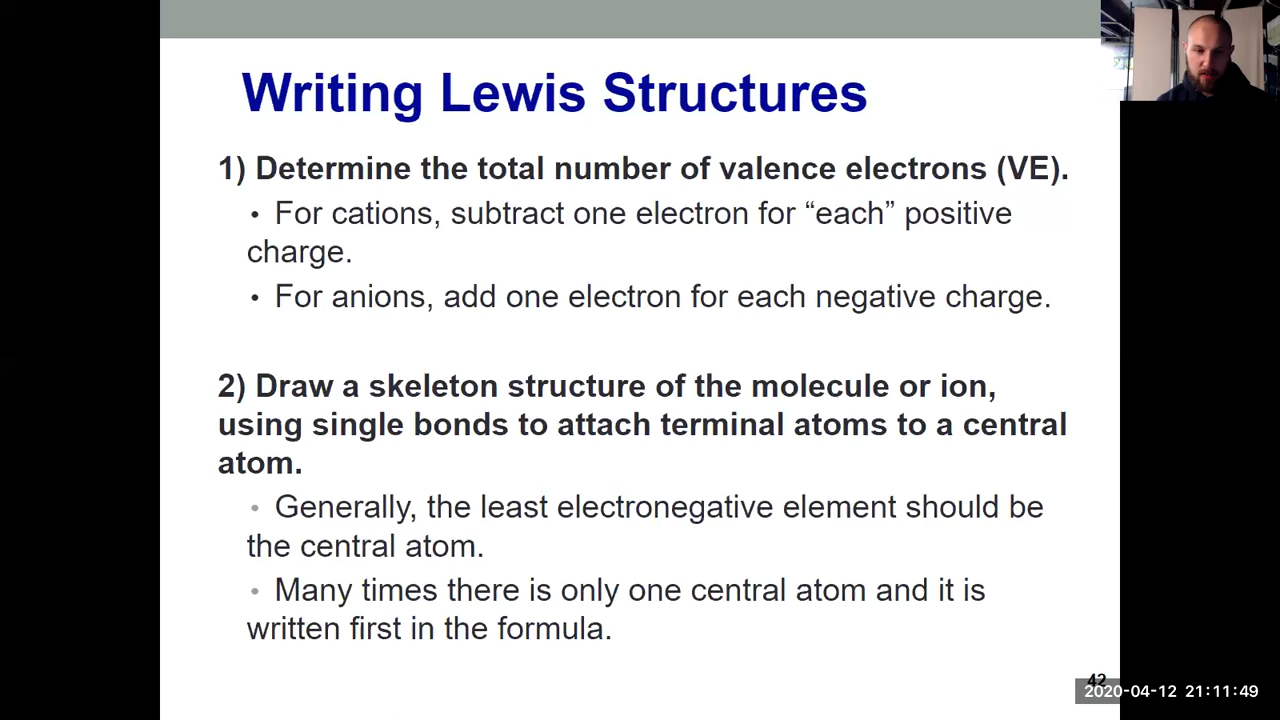 Writing Lewis Structures
1) Determine the total number of valence electrons (VE).
• For cations, subtract one electron for “each” positive
charge.
• For anions, add one electron for each negative charge.
2) Draw a skeleton structure of the molecule or ion,
using single bonds to attach terminal atoms to a central
atom.
• Generally, the least electronegative element should be
the central atom.
• Many times there is only one central atom and it is
written first in the formula.
42
2020-04-12 21:11:49